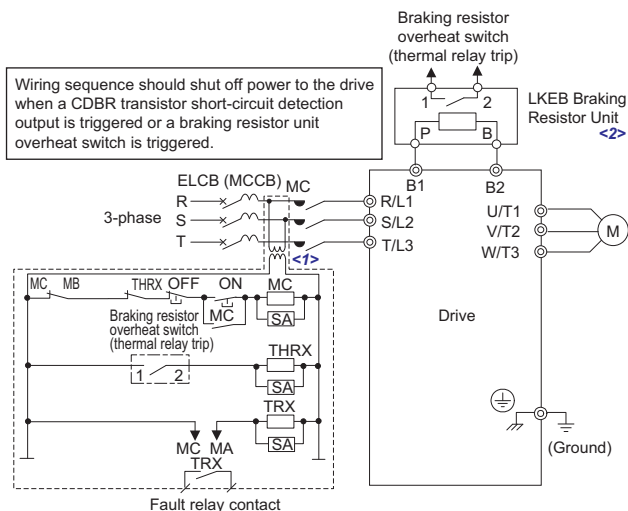 Braking resistor
overheat switch
(thermal relay trip)
Wiring sequence should shut off power to the drive
when a CDBR transistor short-circuit detection
output is triggered or a braking resistor unit
overheat switch is triggered.
1 2
P B
LKEB Braking
Resistor Unit
<2>
B1 B2
ELCB (MCCB) MC
3-phase
R R/L1
S S/L2
T T/L3
<1>
U/T1
V/T2
W/T3
M
Drive
MC MB THRX OFF ON MC
MC
SA
Braking resistor
overheat switch
(thermal relay trip)
1 2
THRX
SA
TRX
SA
MC MA
TRX
(Ground)
Fault relay contact